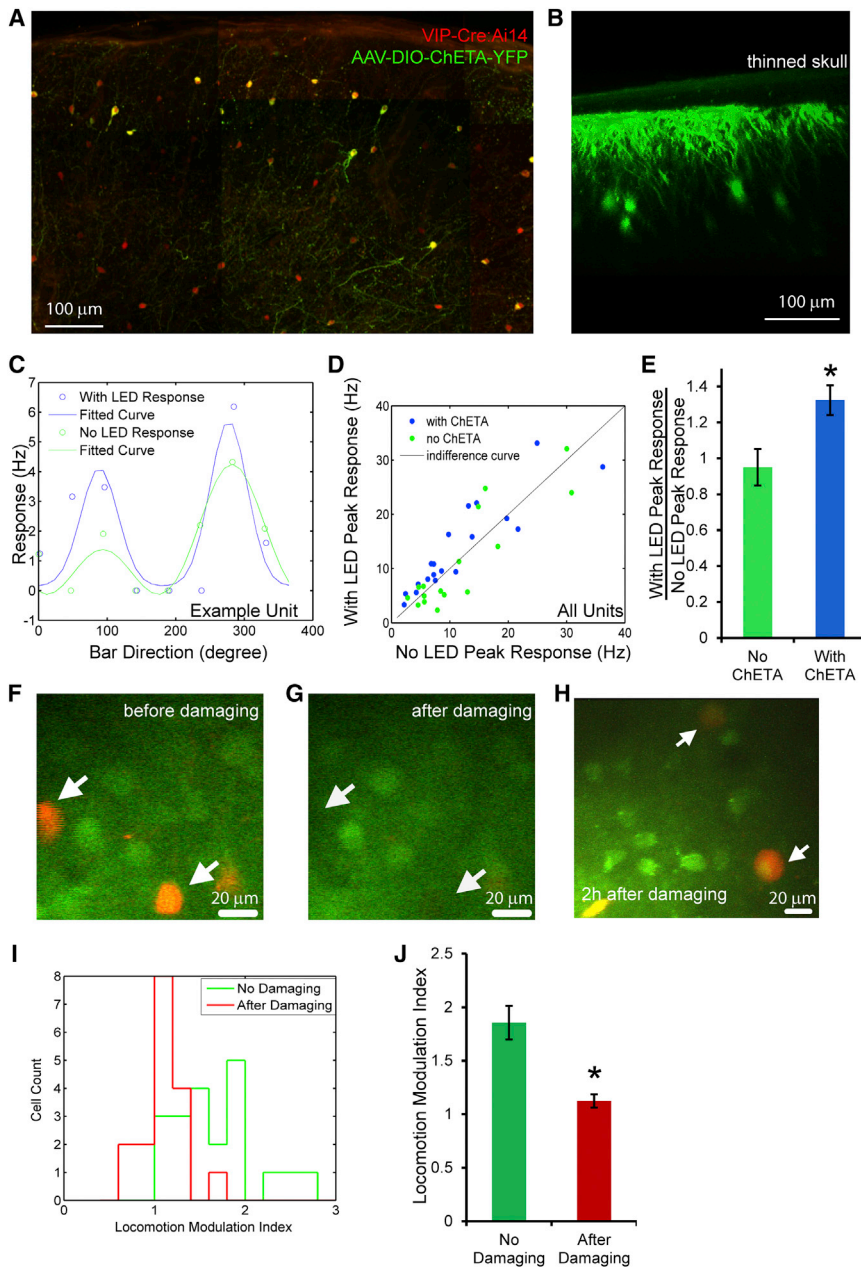 A
VIP-Cre:Ai14
AAV-DIO-ChETA-YFP
100 μm
B
thinned skull
100 μm
C
Response (Hz)
7
6
5
4
3
2
1
0
-1
With LED Response
Fitted Curve
No LED Response
Fitted Curve
Example Unit
0
100
200
300
400
Bar Direction (degree)
D
With LED Peak Response (Hz)
40
30
20
10
0
with ChETA
no ChETA
indifference curve
All Units
0
10
20
30
40
No LED Peak Response (Hz)
E
With LED Peak Response
No LED Peak Response
1.4
1.2
1
0.8
0.6
0.4
0.2
0
*
No
ChETA
With
ChETA
F
before damaging
20 μm
G
after damaging
20 μm
H
2h after damaging
20 μm
I
Cell Count
8
7
6
5
4
3
2
1
0
No Damaging
After Damaging
0
1
2
3
Locomotion Modulation Index
J
Locomotion Modulation Index
2.5
2
1.5
1
0.5
0
*
No
Damaging
After
Damaging